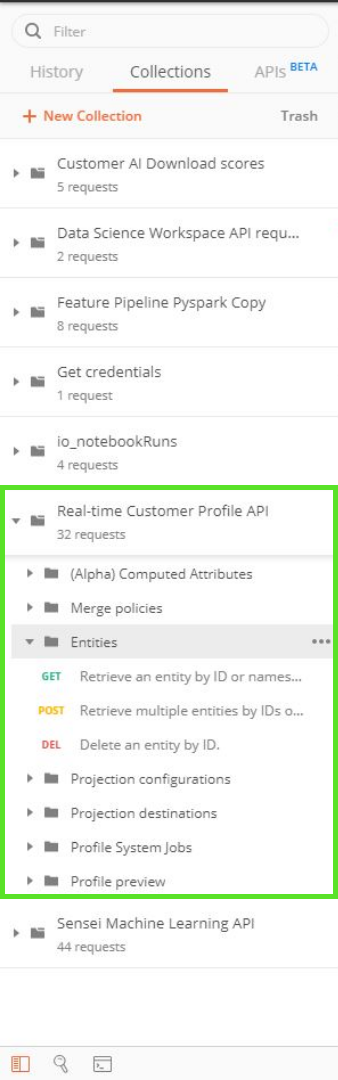 Filter
History Collections APIs BETA
+ New Collection Trash
Customer AI Download scores
5 requests
Data Science Workspace API requ...
2 requests
Feature Pipeline Pyspark Copy
8 requests
Get credentials
1 request
io_notebookRuns
4 requests
Real-time Customer Profile API
32 requests
(Alpha) Computed Attributes
Merge policies
Entities
GET Retrieve an entity by ID or names...
POST Retrieve multiple entities by IDs o...
DEL Delete an entity by ID.
Projection configurations
Projection destinations
Profile System Jobs
Profile preview
Sensei Machine Learning API
44 requests